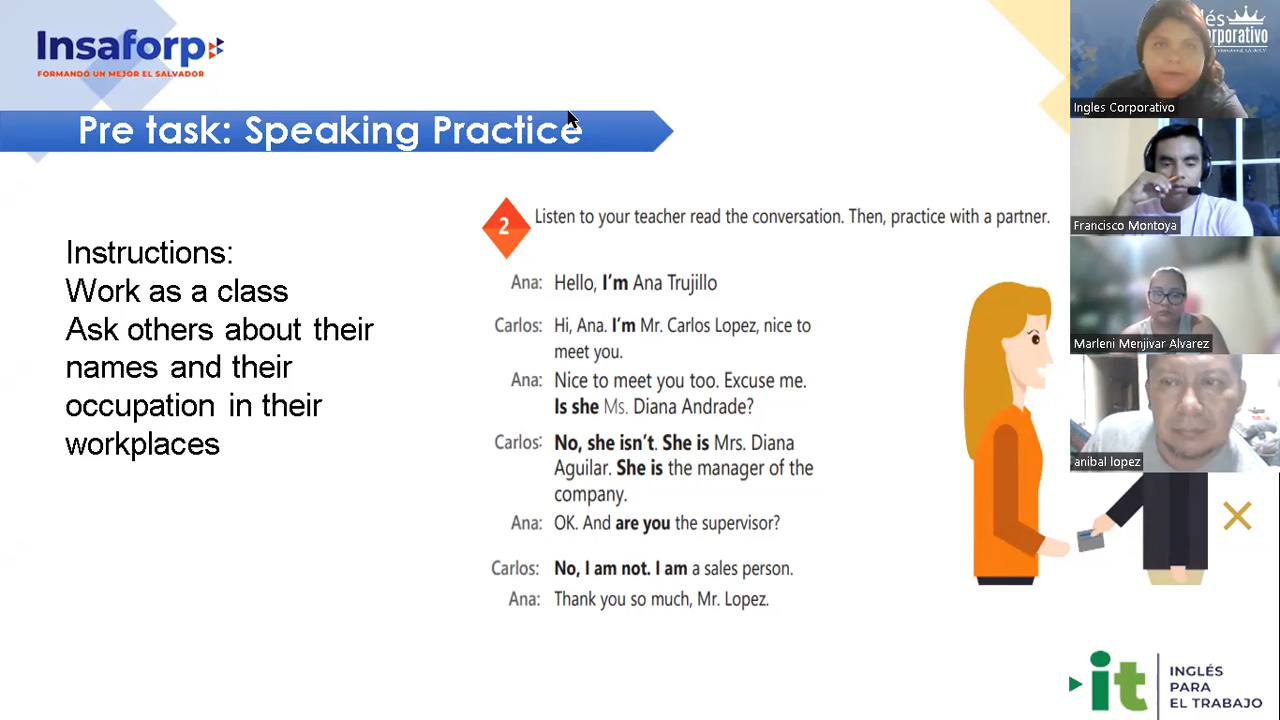 Insaforp
FORMANDO UN MEJOR EL SALVADOR
Pre task: Speaking Practice
Instructions:
Work as a class
Ask others about their
names and their
occupation in their
workplaces
2
Listen to your teacher read the conversation. Then, practice with a partner.
Ana: Hello, I'm Ana Trujillo
Carlos: Hi, Ana. I'm Mr. Carlos Lopez, nice to
meet you.
Ana: Nice to meet you too. Excuse me.
Is she Ms. Diana Andrade?
Carlos: No, she isn't. She is Mrs. Diana
Aguilar. She is the manager of the
company.
Ana: OK. And are you the supervisor?
Carlos: No, I am not. I am a sales person.
Ana: Thank you so much, Mr. Lopez.
Ingles Corporativo
Francisco Montoya
Marleni Menjivar Alvarez
anibal lopez
it
INGLÉS
PARA
EL TRABAJO